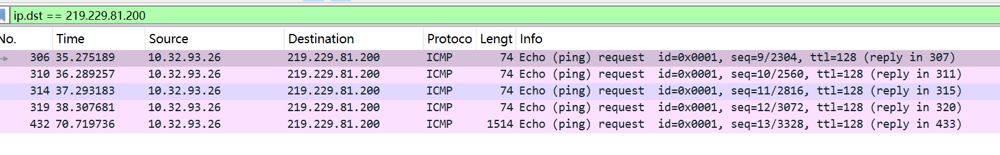 ip.dst == 219.229.81.200
No. Time Source Destination Protoco Lengt Info
306 35.275189 10.32.93.26 219.229.81.200 ICMP 74 Echo (ping) request id=0x0001, seq=9/2304, ttl=128 (reply in 307)
310 36.289257 10.32.93.26 219.229.81.200 ICMP 74 Echo (ping) request id=0x0001, seq=10/2560, ttl=128 (reply in 311)
314 37.293183 10.32.93.26 219.229.81.200 ICMP 74 Echo (ping) request id=0x0001, seq=11/2816, ttl=128 (reply in 315)
319 38.307681 10.32.93.26 219.229.81.200 ICMP 74 Echo (ping) request id=0x0001, seq=12/3072, ttl=128 (reply in 320)
432 70.719736 10.32.93.26 219.229.81.200 ICMP 1514 Echo (ping) request id=0x0001, seq=13/3328, ttl=128 (reply in 433)